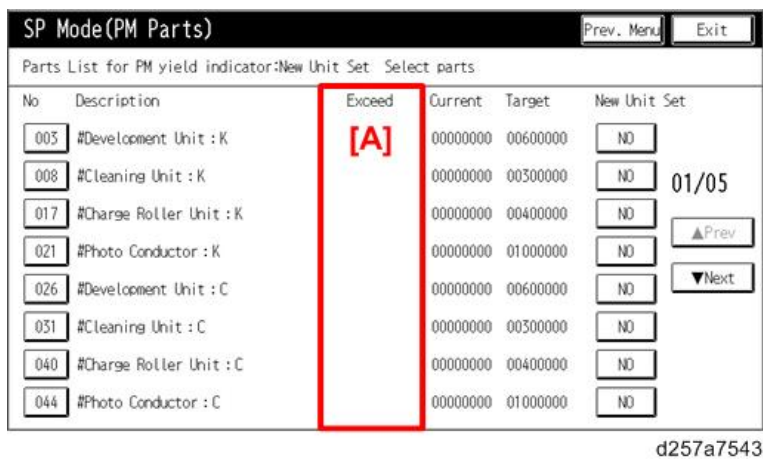 SP Mode(PM Parts) Prev. Menu Exit
Parts List for PM yield indicator:New Unit Set Select parts
No Description Exceed Current Target New Unit Set
003 #Development Unit : K [A] 00000000 00600000 NO
008 #Cleaning Unit : K 00000000 00300000 NO
01/05
017 #Charge Roller Unit : K 00000000 00400000 NO
▲Prev
021 #Photo Conductor : K 00000000 01000000 NO
▼Next
026 #Development Unit : C 00000000 00600000 NO
031 #Cleaning Unit : C 00000000 00300000 NO
040 #Charge Roller Unit : C 00000000 00400000 NO
044 #Photo Conductor : C 00000000 01000000 NO
d257a7543